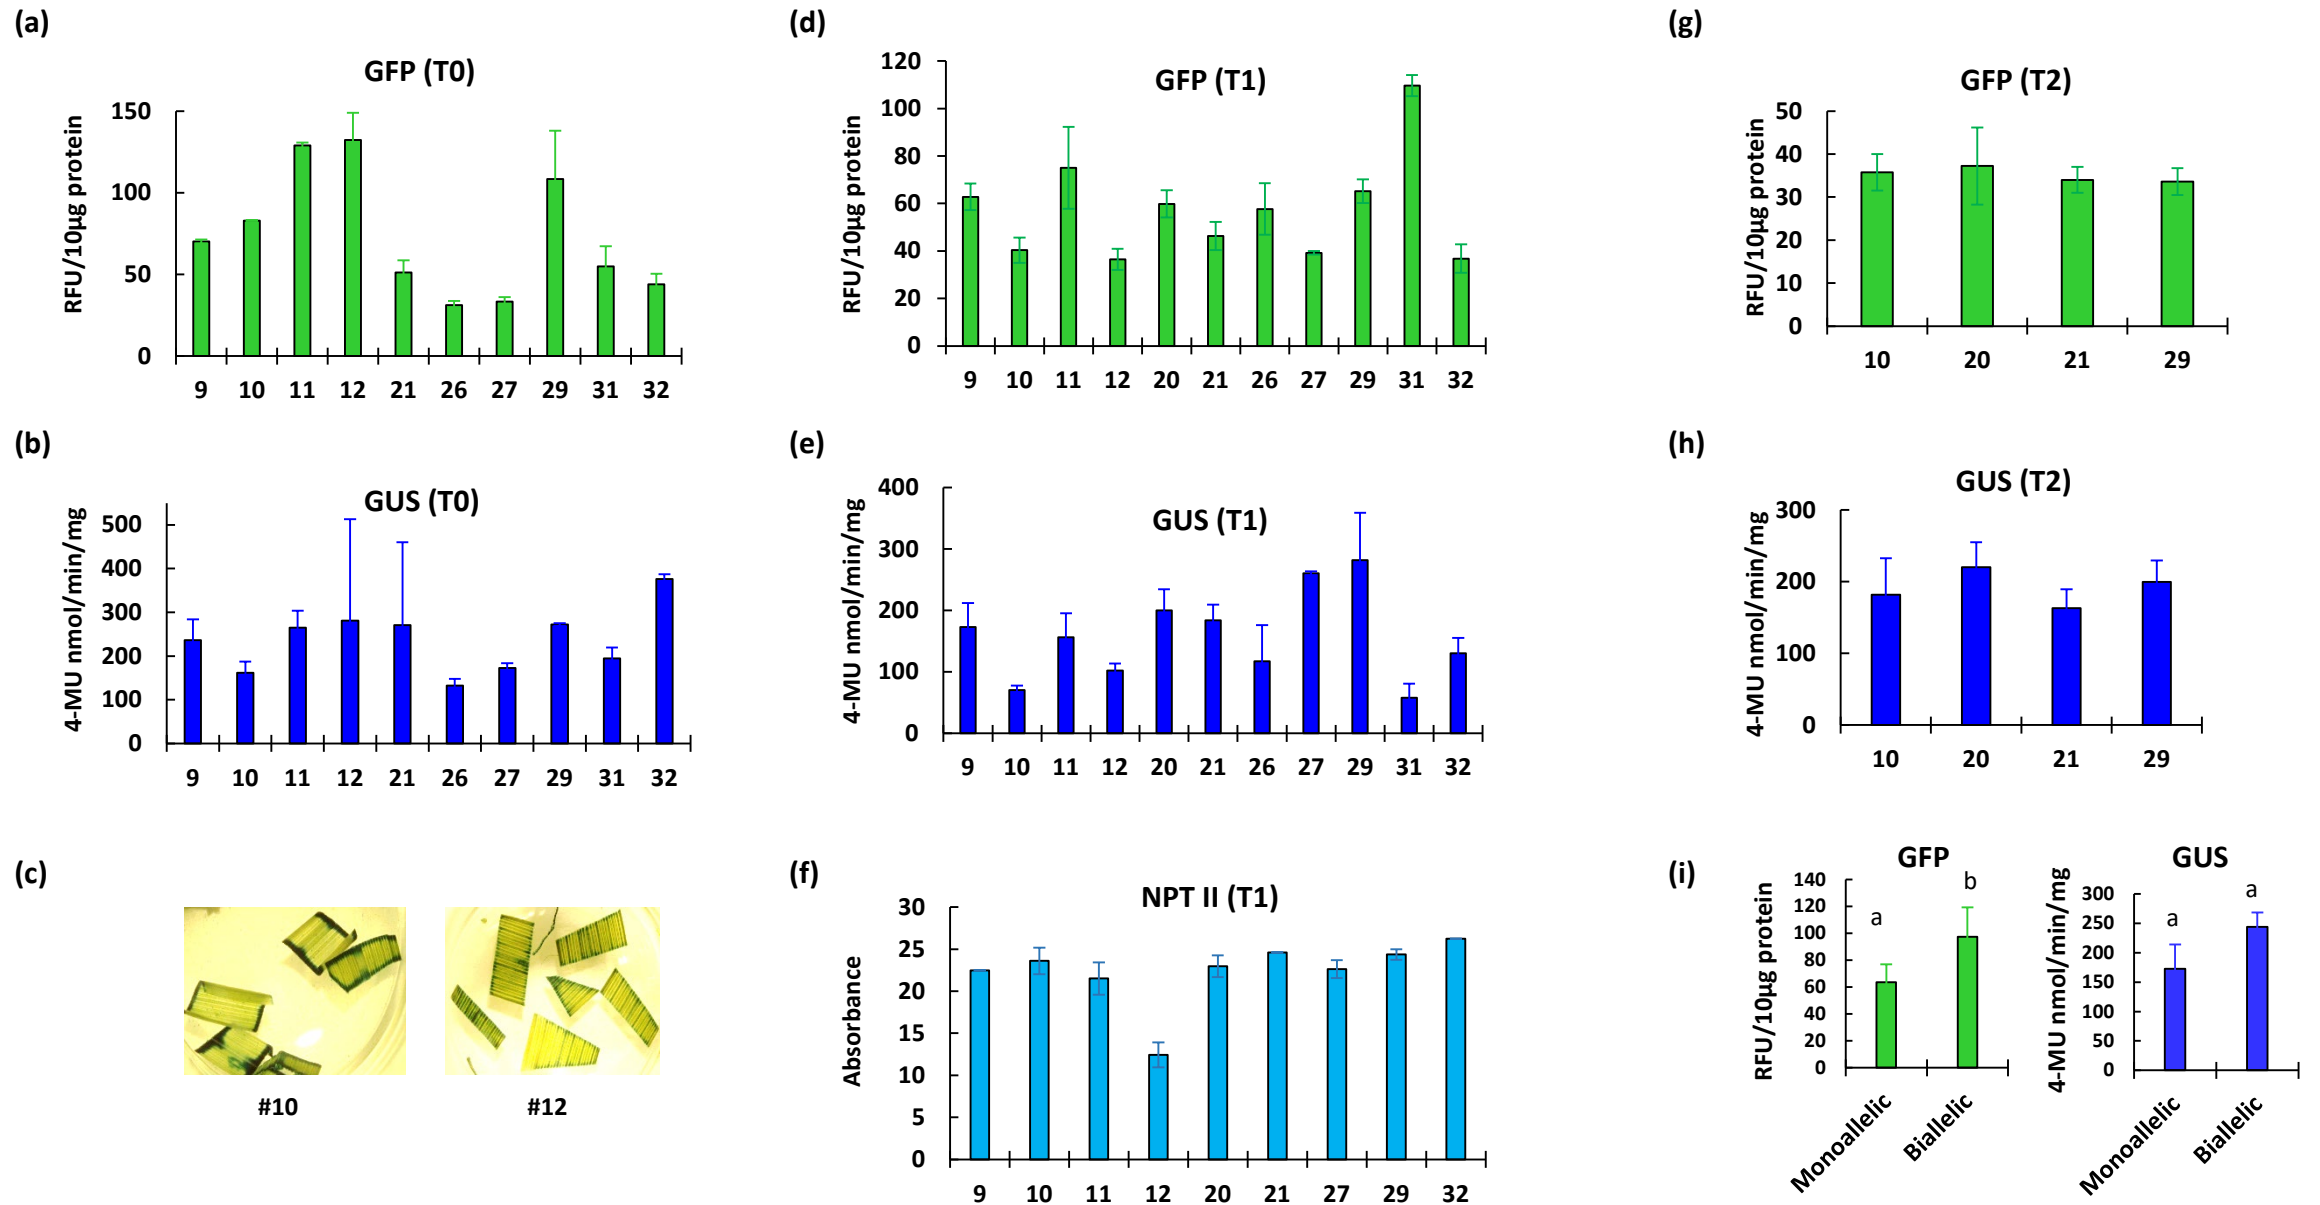 (a)
GFP (T0)
RFU/10µg protein
150
100
50
0
9 10 11 12 21 26 27 29 31 32
(b)
GUS (T0)
4-MU nmol/min/mg
500
400
300
200
100
0
9 10 11 12 21 26 27 29 31 32
(c)
#10 #12
(d)
GFP (T1)
RFU/10µg protein
120
100
80
60
40
20
0
9 10 11 12 20 21 26 27 29 31 32
(e)
GUS (T1)
4-MU nmol/min/mg
400
300
200
100
0
9 10 11 12 20 21 26 27 29 31 32
(f)
NPT II (T1)
Absorbance
30
25
20
15
10
5
0
9 10 11 12 20 21 27 29 32
(g)
GFP (T2)
RFU/10µg protein
50
40
30
20
10
0
10 20 21 29
(h)
GUS (T2)
4-MU nmol/min/mg
300
200
100
0
10 20 21 29
(i)
GFP
RFU/10µg protein
140
120
100
80
60
40
20
0
a b
Monoallelic
Biallelic
GUS
4-MU nmol/min/mg
300
250
200
150
100
50
0
a a
Monoallelic
Biallelic